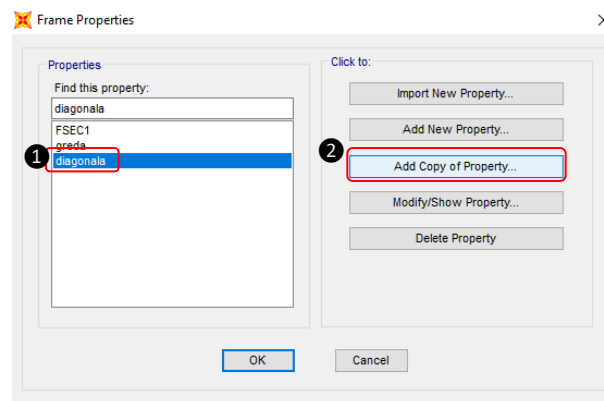 Frame Properties
Properties
Find this property:
diagonala
FSEC1
greda
1 diagonala
Click to:
Import New Property...
Add New Property...
2
Add Copy of Property...
Modify/Show Property...
Delete Property
OK
Cancel